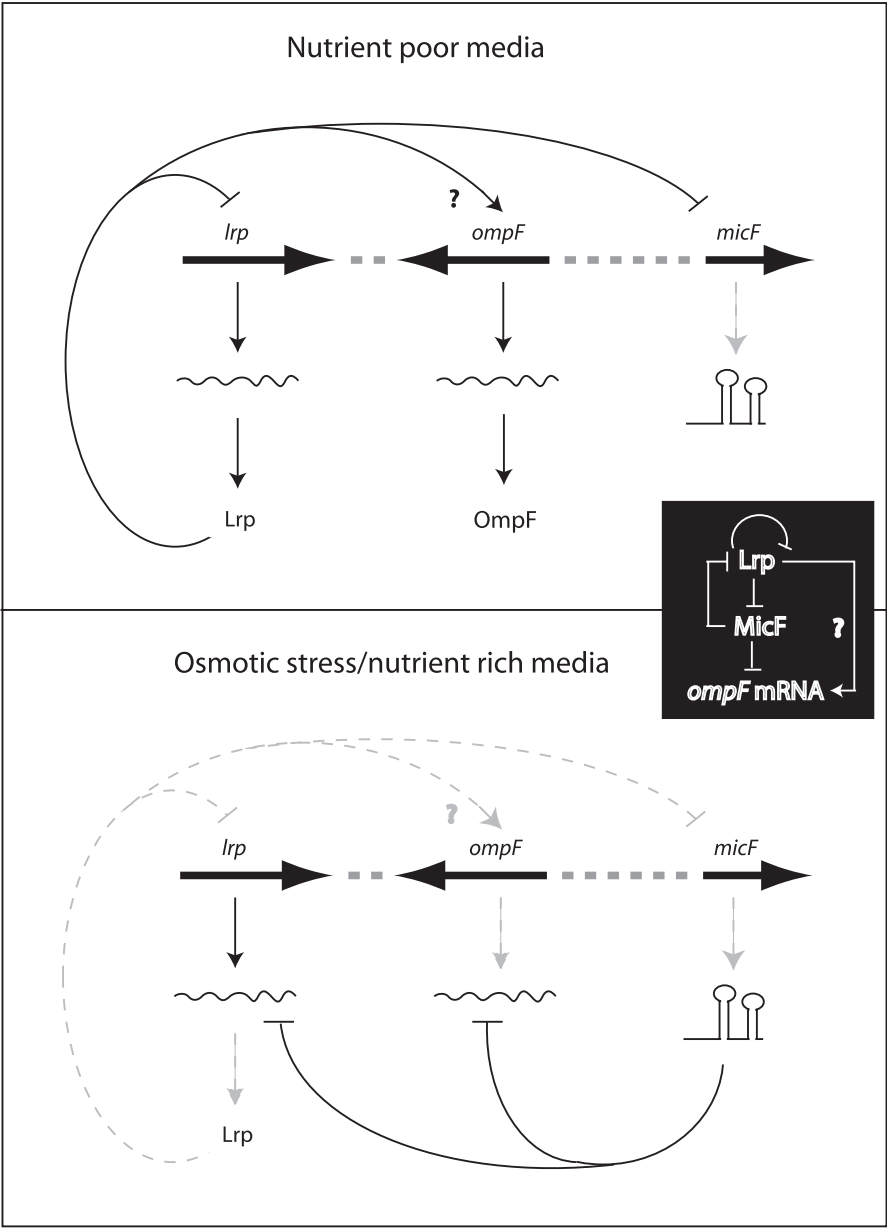 Nutrient poor media
?
lrp
ompF
micF
Lrp
OmpF
Lrp
MicF
?
ompF mRNA
Osmotic stress/nutrient rich media
?
lrp
ompF
micF
Lrp